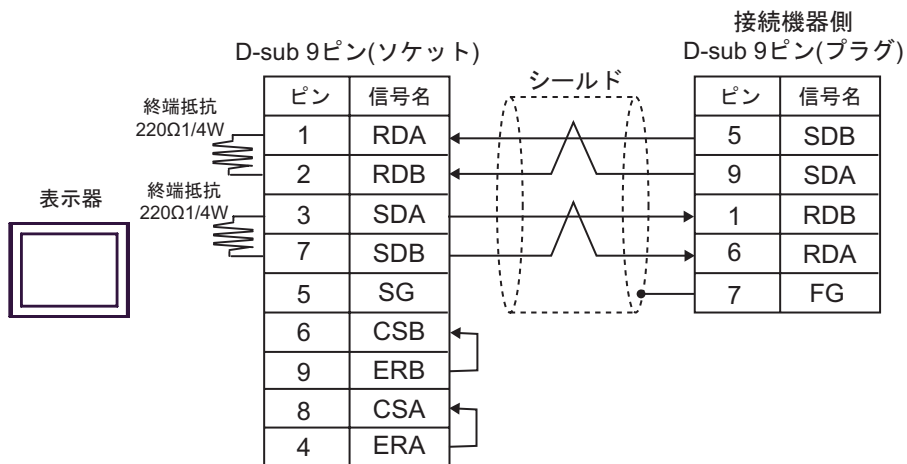 接続機器側
D-sub 9ピン(ソケット)
D-sub 9ピン(プラグ)
シールド
表示器
終端抵抗
220Ω1/4W
終端抵抗
220Ω1/4W
ピン 信号名
1 RDA
2 RDB
3 SDA
7 SDB
5 SG
6 CSB
9 ERB
8 CSA
4 ERA
ピン 信号名
5 SDB
9 SDA
1 RDB
6 RDA
7 FG